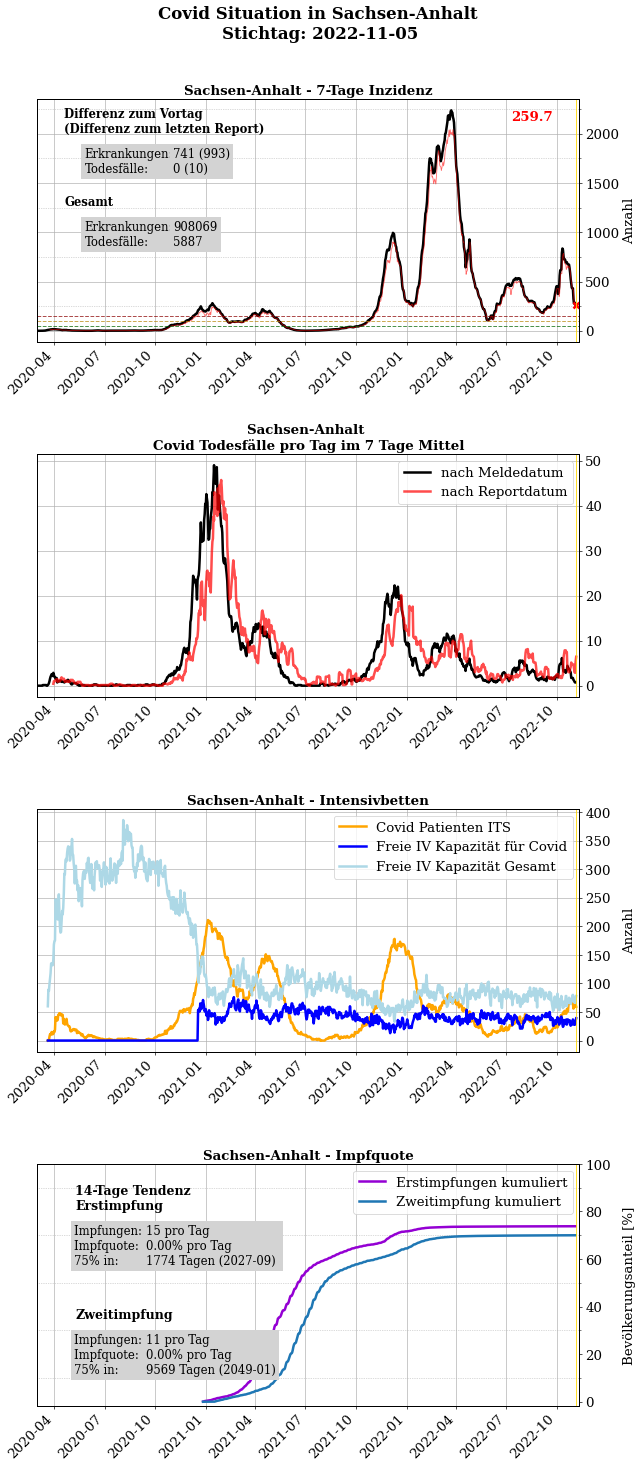 Covid Situation in Sachsen-Anhalt
Stichtag: 2022-11-05
Sachsen-Anhalt - 7-Tage Inzidenz
Differenz zum Vortag
(Differenz zum letzten Report)
Erkrankungen 741 (993)
Todesfälle: 0 (10)
Gesamt
Erkrankungen 908069
Todesfälle: 5887
259.7
2000
1500
1000
500
0
Anzahl
2020-04 2020-07 2020-10 2021-01 2021-04 2021-07 2021-10 2022-01 2022-04 2022-07 2022-10
Sachsen-Anhalt
Covid Todesfälle pro Tag im 7 Tage Mittel
nach Meldedatum
nach Reportdatum
50
40
30
20
10
0
2020-04 2020-07 2020-10 2021-01 2021-04 2021-07 2021-10 2022-01 2022-04 2022-07 2022-10
Sachsen-Anhalt - Intensivbetten
Covid Patienten ITS
Freie IV Kapazität für Covid
Freie IV Kapazität Gesamt
400
350
300
250
200
150
100
50
0
Anzahl
2020-04 2020-07 2020-10 2021-01 2021-04 2021-07 2021-10 2022-01 2022-04 2022-07 2022-10
Sachsen-Anhalt - Impfquote
14-Tage Tendenz
Erstimpfung
Impfungen: 15 pro Tag
Impfquote: 0.00% pro Tag
75% in: 1774 Tagen (2027-09)
Zweitimpfung
Impfungen: 11 pro Tag
Impfquote: 0.00% pro Tag
75% in: 9569 Tagen (2049-01)
Erstimpfungen kumuliert
Zweitimpfung kumuliert
100
80
60
40
20
0
Bevölkerungsanteil [%]
2020-04 2020-07 2020-10 2021-01 2021-04 2021-07 2021-10 2022-01 2022-04 2022-07 2022-10